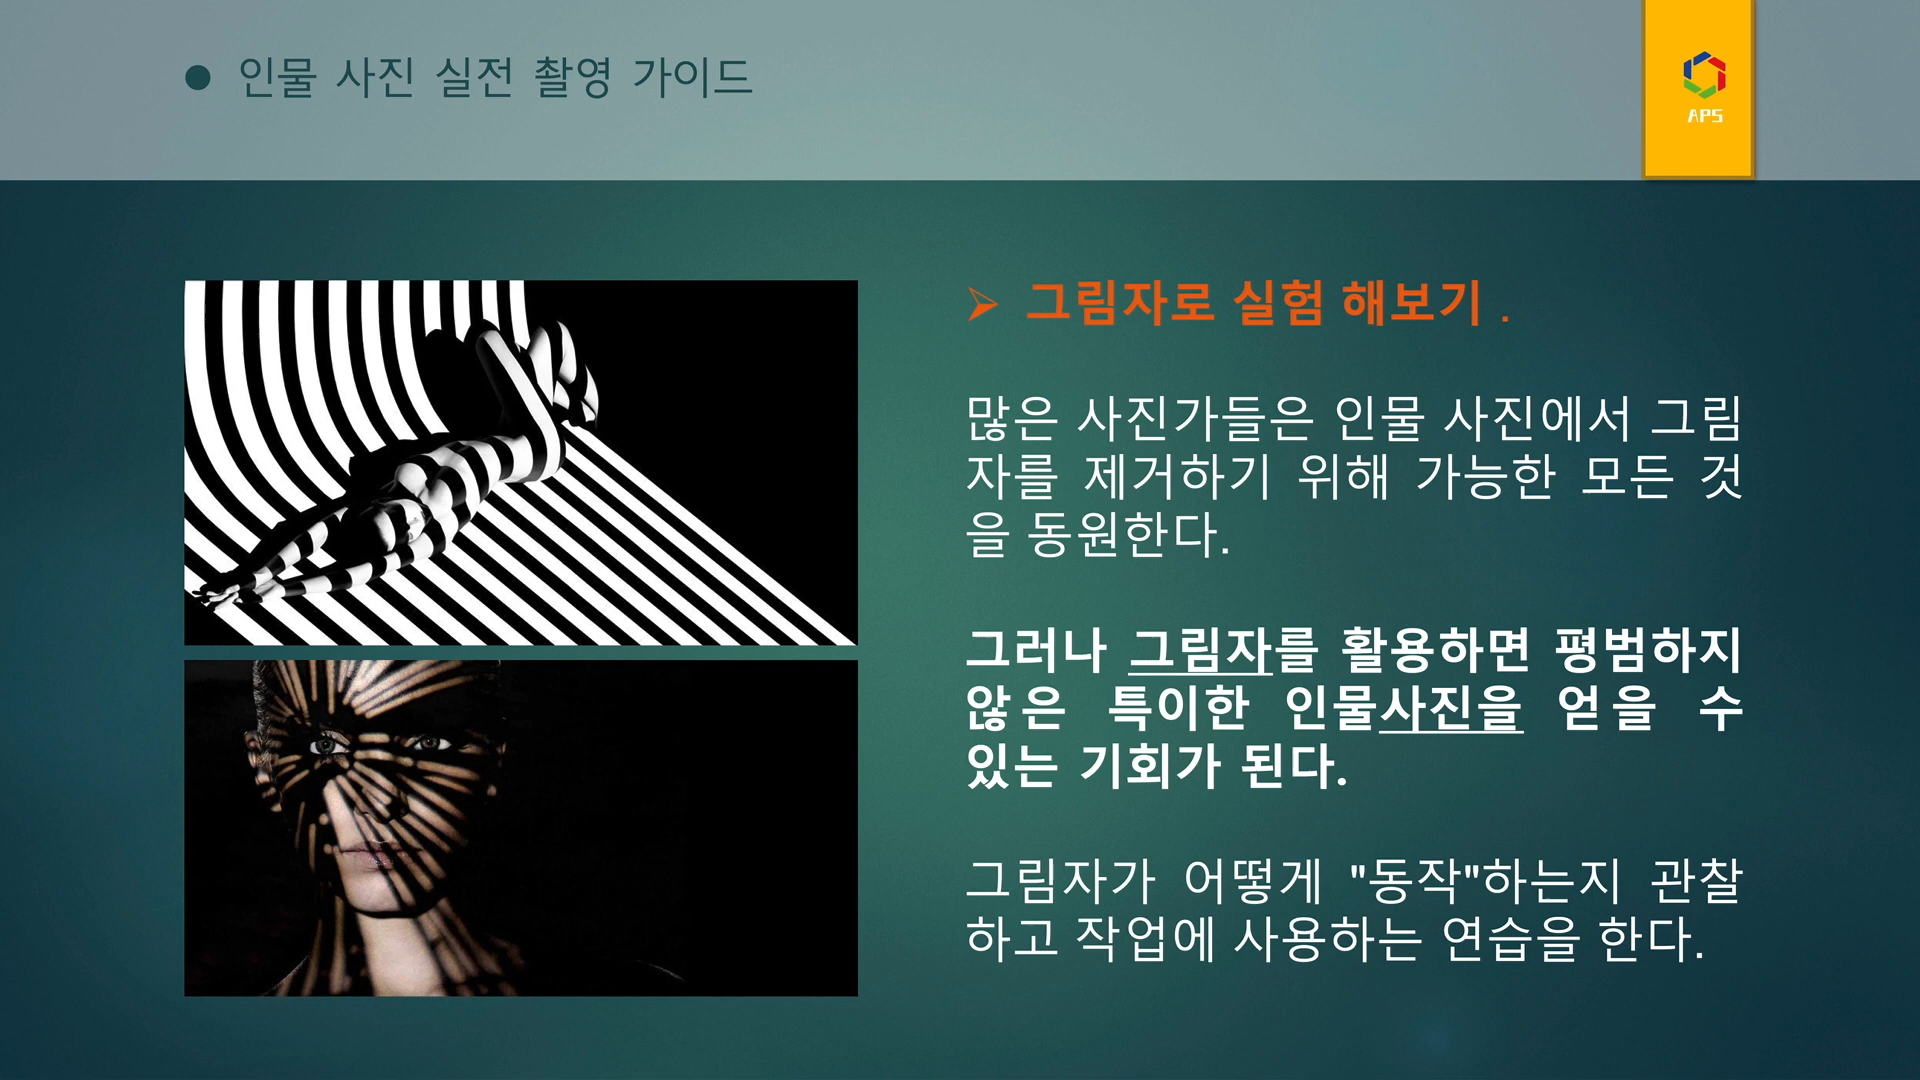 ● 인물 사진 실전 촬영 가이드
APS
➢ 그림자로 실험 해보기 .
많은 사진가들은 인물 사진에서 그림
자를 제거하기 위해 가능한 모든 것
을 동원한다.
그러나 그림자를 활용하면 평범하지
않은 특이한 인물사진을 얻을 수
있는 기회가 된다.
그림자가 어떻게 "동작"하는지 관찰
하고 작업에 사용하는 연습을 한다.